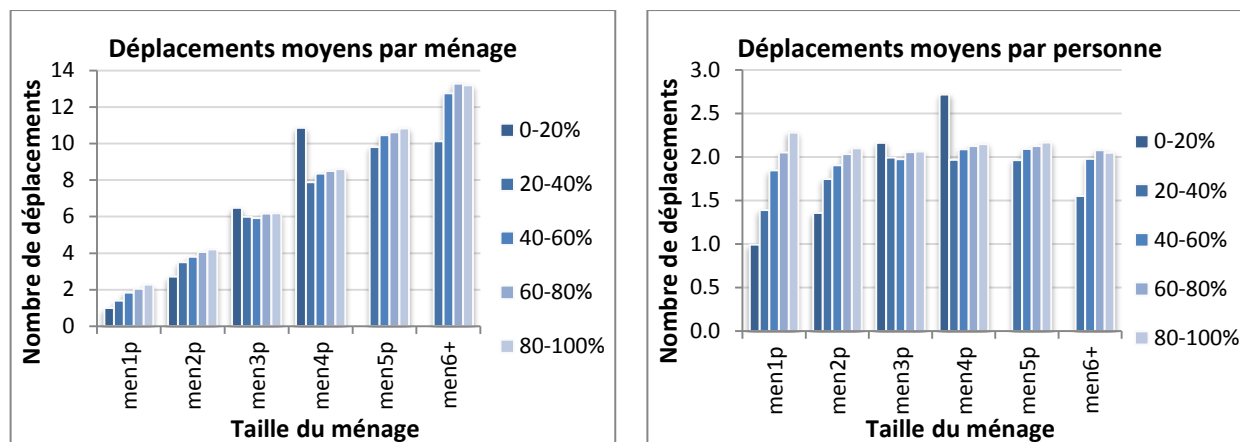 Déplacements moyens par ménage
Nombre de déplacements
14
12
10
8
6
4
2
0
men1p
men2p
men3p
men4p
men5p
men6+
Taille du ménage
0-20%
20-40%
40-60%
60-80%
80-100%
Déplacements moyens par personne
Nombre de déplacements
3.0
2.5
2.0
1.5
1.0
0.5
0.0
men1p
men2p
men3p
men4p
men5p
men6+
Taille du ménage
0-20%
20-40%
40-60%
60-80%
80-100%